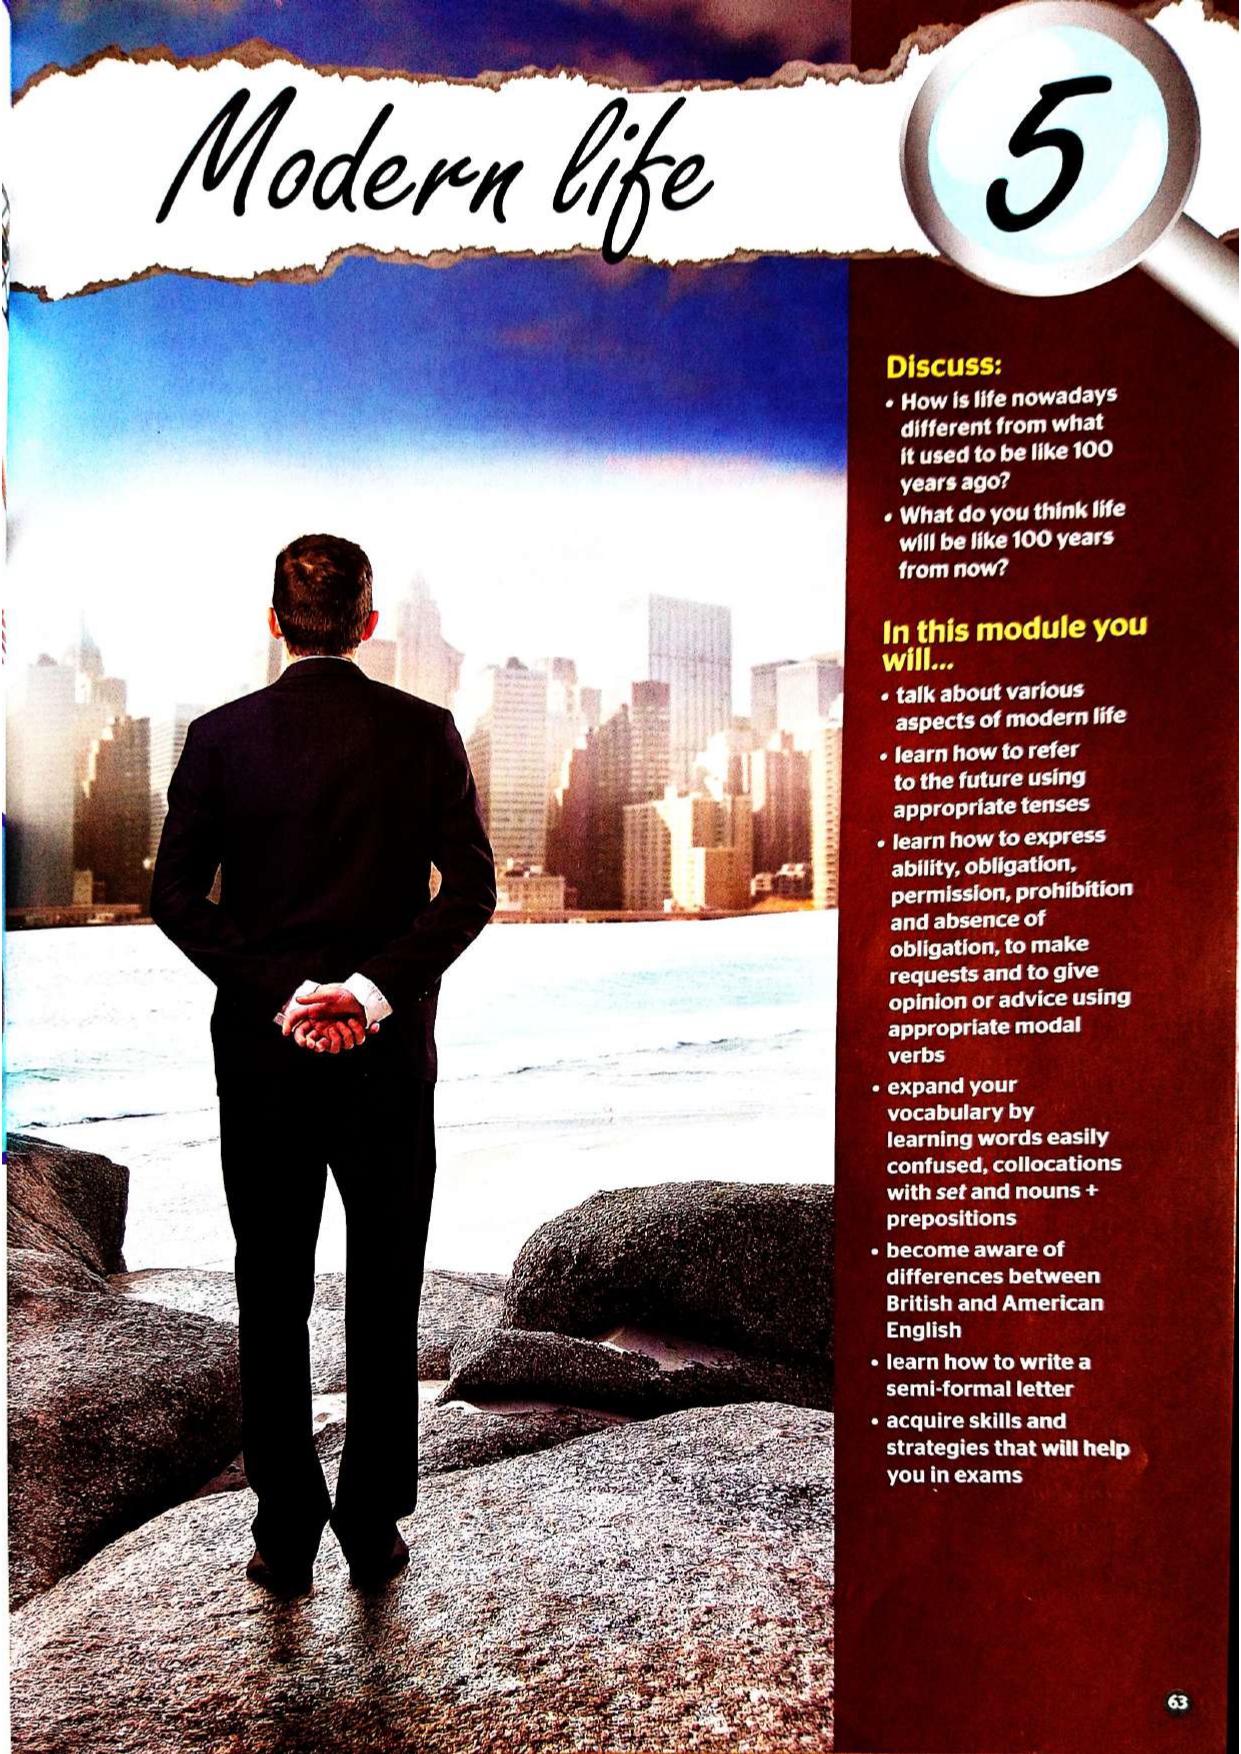 Modern life
5
Discuss:
• How is life nowadays
different from what
it used to be like 100
years ago?
• What do you think life
will be like 100 years
from now?
In this module you
will...
• talk about various
aspects of modern life
• learn how to refer
to the future using
appropriate tenses
• learn how to express
ability, obligation,
permission, prohibition
and absence of
obligation, to make
requests and to give
opinion or advice using
appropriate modal
verbs
• expand your
vocabulary by
learning words easily
confused, collocations
with set and nouns +
prepositions
• become aware of
differences between
British and American
English
• learn how to write a
semi-formal letter
• acquire skills and
strategies that will help
you in exams
63